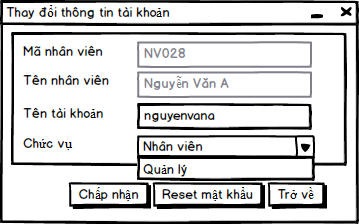 Thay đổi thông tin tài khoản
Mã nhân viên NV028
Tên nhân viên Nguyễn Văn A
Tên tài khoản nguyenvana
Chức vụ Nhân viên
Quản lý
Chấp nhận Reset mật khẩu Trở về